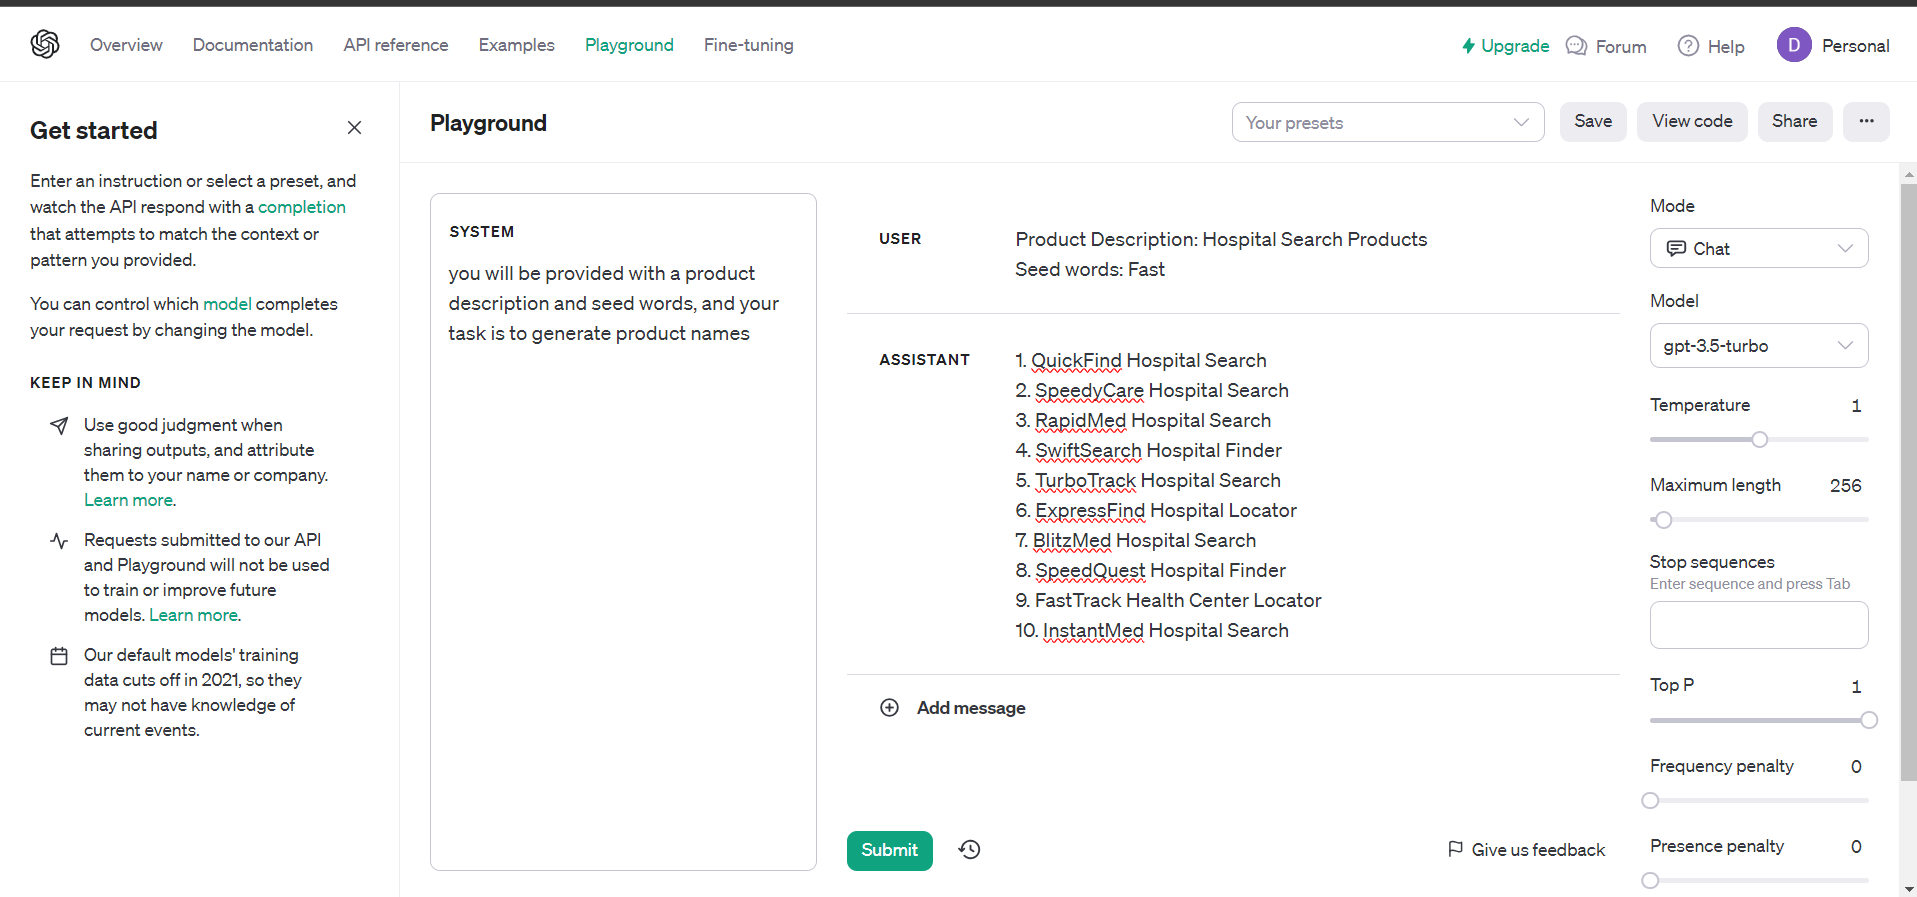 Overview Documentation API reference Examples Playground Fine-tuning Upgrade Forum Help D Personal
Get started
Enter an instruction or select a preset, and
watch the API respond with a completion
that attempts to match the context or
pattern you provided.
You can control which model completes
your request by changing the model.
KEEP IN MIND
Use good judgment when
sharing outputs, and attribute
them to your name or company.
Learn more.
Requests submitted to our API
and Playground will not be used
to train or improve future
models. Learn more.
Our default models' training
data cuts off in 2021, so they
may not have knowledge of
current events.
Playground
Your presets Save View code Share ...
SYSTEM
you will be provided with a product
description and seed words, and your
task is to generate product names
USER
Product Description: Hospital Search Products
Seed words: Fast
ASSISTANT
1. QuickFind Hospital Search
2. SpeedyCare Hospital Search
3. RapidMed Hospital Search
4. SwiftSearch Hospital Finder
5. TurboTrack Hospital Search
6. ExpressFind Hospital Locator
7. BlitzMed Hospital Search
8. SpeedQuest Hospital Finder
9. FastTrack Health Center Locator
10. InstantMed Hospital Search
Add message
Submit
Give us feedback
Mode
Chat
Model
gpt-3.5-turbo
Temperature 1
Maximum length 256
Stop sequences
Enter sequence and press Tab
Top P 1
Frequency penalty 0
Presence penalty 0